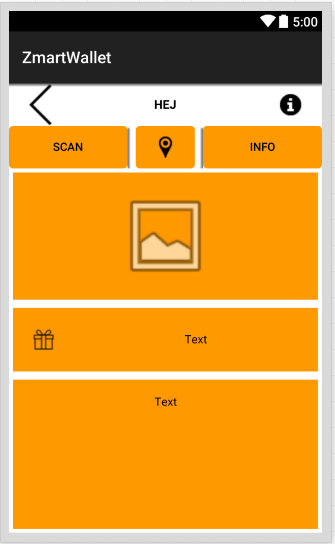 5:00
ZmartWallet
HEJ
SCAN
INFO
Text
Text